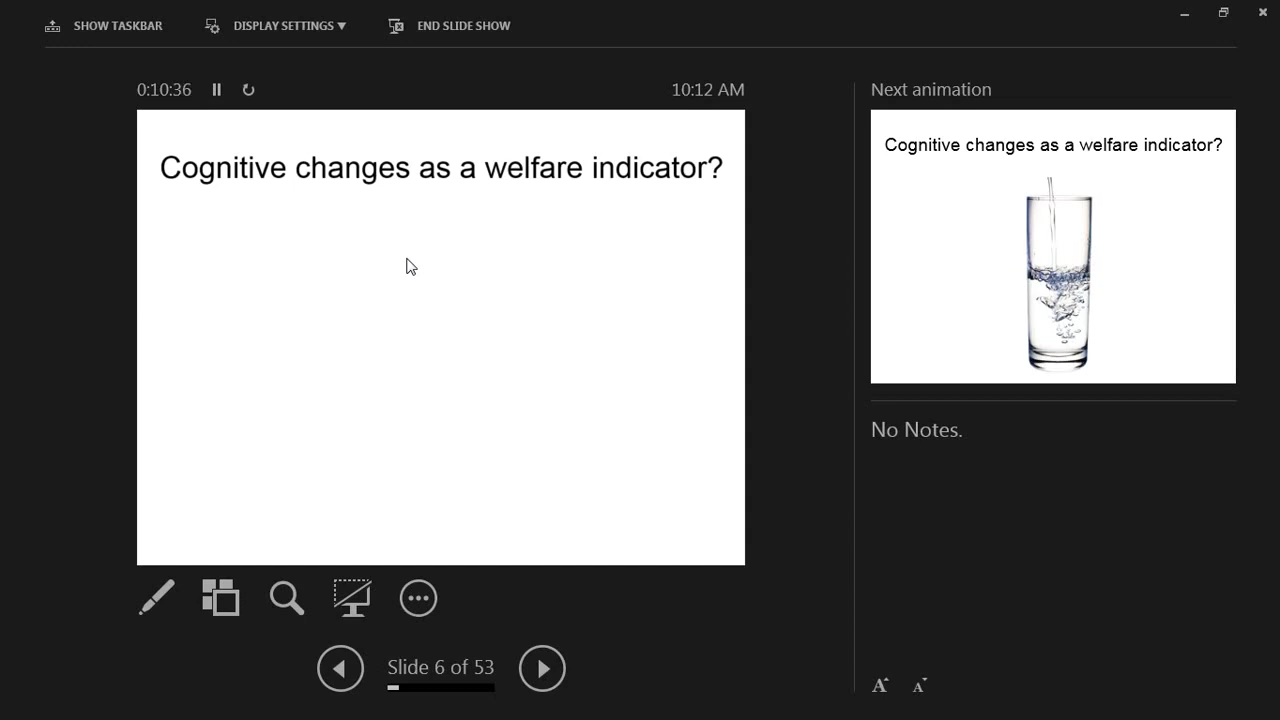 SHOW TASKBAR
DISPLAY SETTINGS ▼
END SLIDE SHOW
0:10:36
10:12 AM
Cognitive changes as a welfare indicator?
Next animation
Cognitive changes as a welfare indicator?
No Notes.
Slide 6 of 53
A A